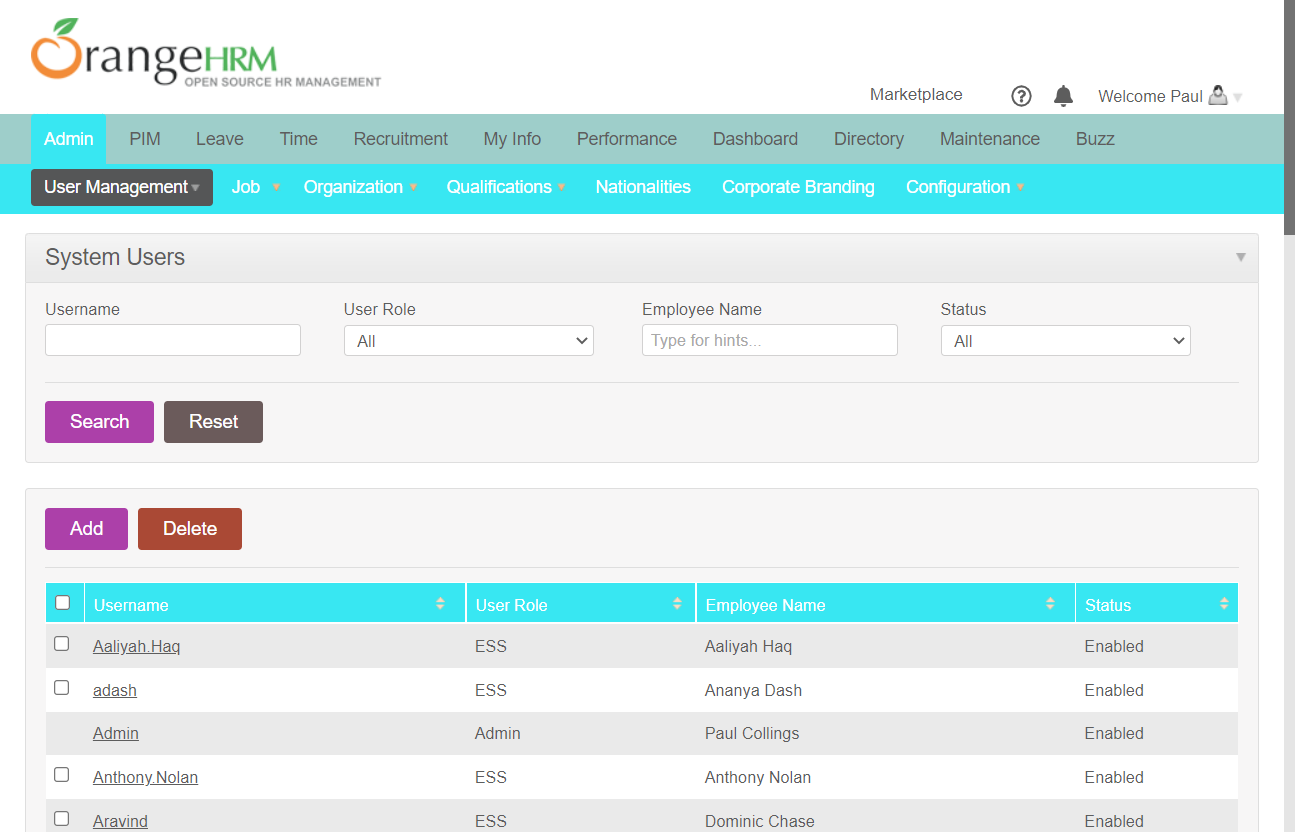 OrangeHRM
OPEN SOURCE HR MANAGEMENT
Marketplace Welcome Paul
Admin PIM Leave Time Recruitment My Info Performance Dashboard Directory Maintenance Buzz
User Management Job Organization Qualifications Nationalities Corporate Branding Configuration
System Users
Username User Role Employee Name Status
All Type for hints... All
Search Reset
Add Delete
Username User Role Employee Name Status
Aaliyah.Haq ESS Aaliyah Haq Enabled
adash ESS Ananya Dash Enabled
Admin Admin Paul Collings Enabled
Anthony.Nolan ESS Anthony Nolan Enabled
Aravind ESS Dominic Chase Enabled